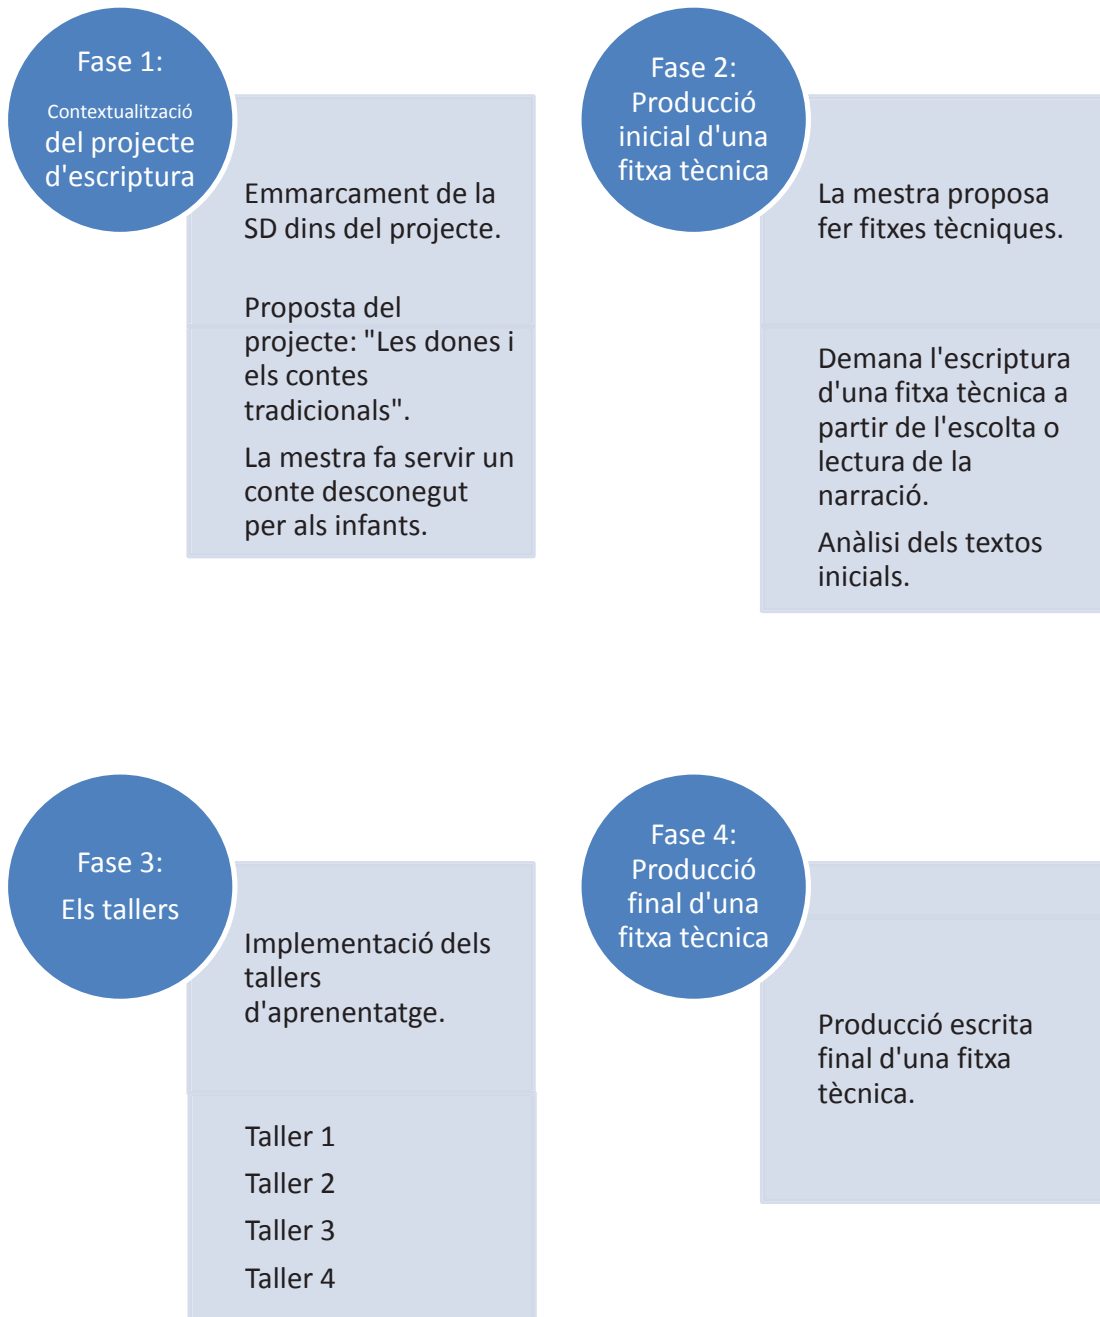 Fase 1:
Contextualització
del projecte
d'escriptura
Emmarcament de la
SD dins del projecte.
Proposta del
projecte: "Les dones i
els contes
tradicionals".
La mestra fa servir un
conte desconegut
per als infants.
Fase 2:
Producció
inicial d'una
fitxa tècnica
La mestra proposa
fer fitxes tècniques.
Demana l'escriptura
d'una fitxa tècnica a
partir de l'escolta o
lectura de la
narració.
Anàlisi dels textos
inicials.
Fase 3:
Els tallers
Implementació dels
tallers
d'aprenentatge.
Taller 1
Taller 2
Taller 3
Taller 4
Fase 4:
Producció
final d'una
fitxa tècnica
Producció escrita
final d'una fitxa
tècnica.